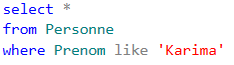 select *
from Personne
where Prenom like 'Karima'